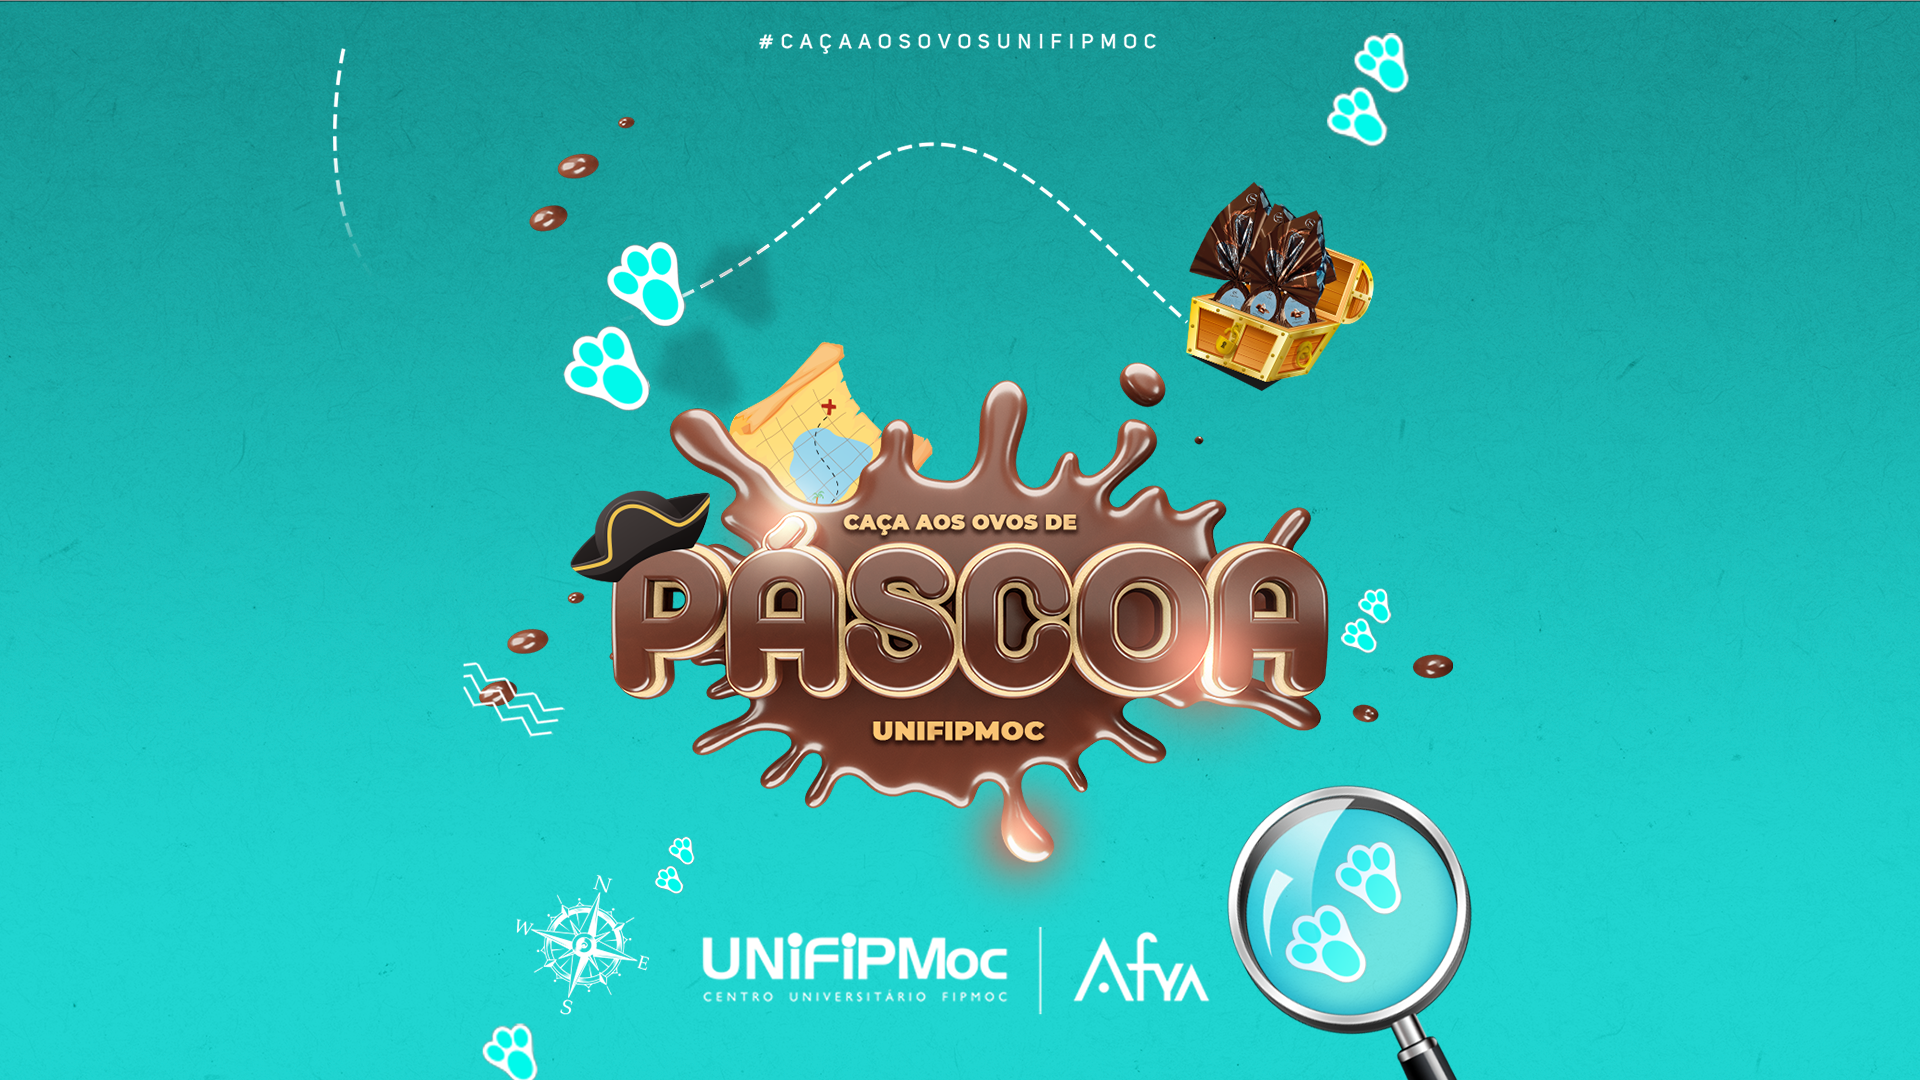 #CAÇAAOSOVOSUNIFIPMOC
CAÇA AOS OVOS DE
PÁSCOA
UNIFIPMOC
N
W
E
S
UNiFiPMoc
CENTRO UNIVERSITÁRIO FIPMOC
Afya